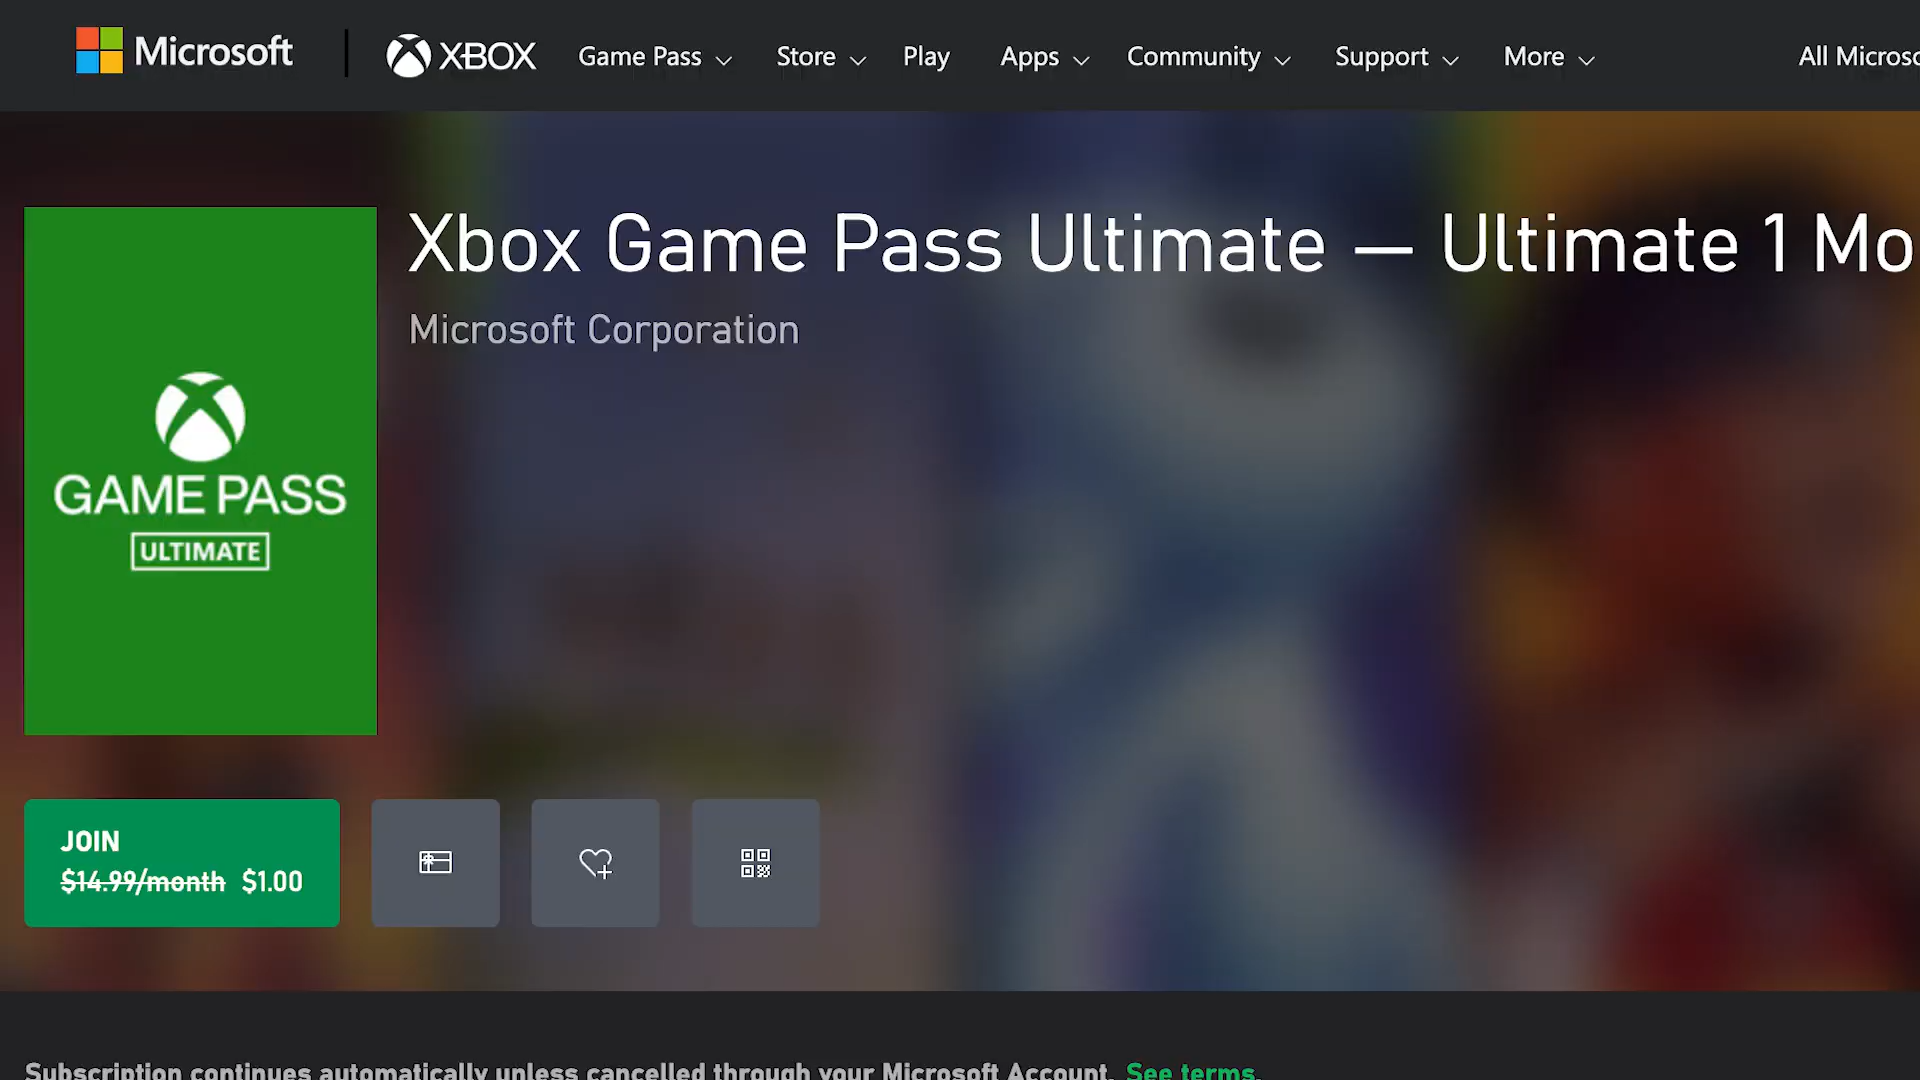 Microsoft
XBOX
Game Pass
Store
Play
Apps
Community
Support
More
All
Xbox Game Pass Ultimate — Ultimate 1
Microsoft Corporation
GAME PASS
ULTIMATE
JOIN
$14.99/month $1.00
Subscription continues automatically unless cancelled through your Microsoft Account. See terms.